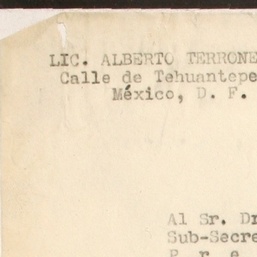 LIC. ALBERTO TERRONE
Calle de Tehuantepe
México, D. F.
Al Sr. Dr
Sub-Secre
P r e